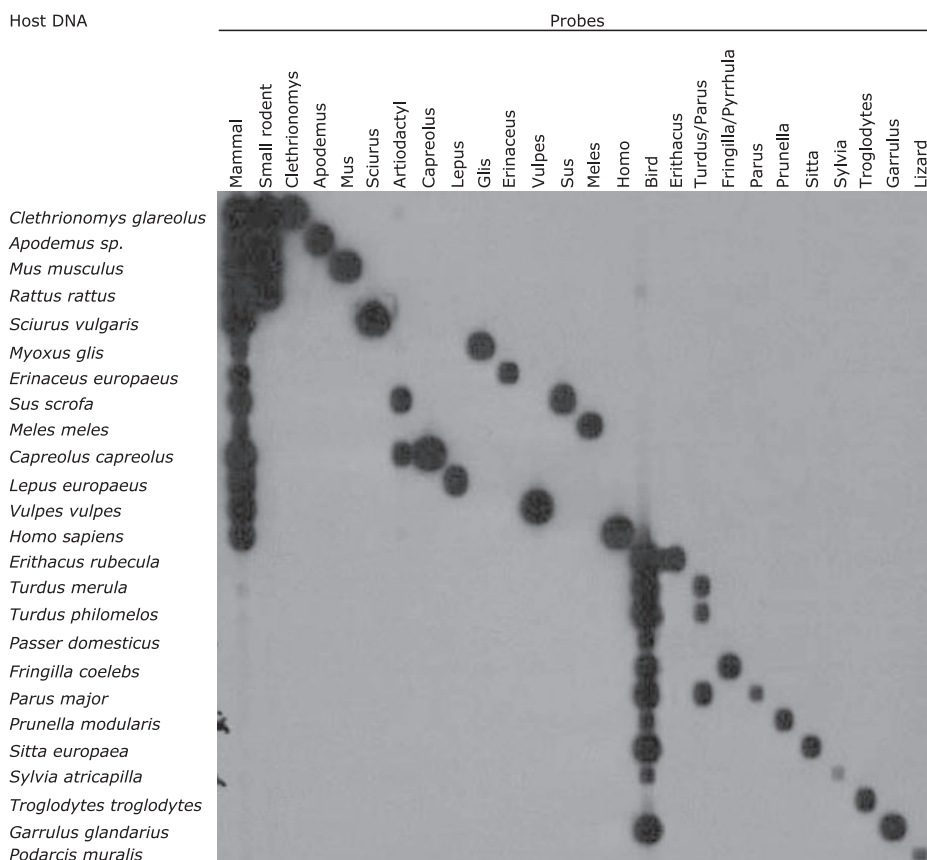 Host DNA
Probes
Mammal
Small rodent
Clethrionomys
Apodemus
Mus
Sciurus
Artiodactyl
Capreolus
Lepus
Glis
Erinaceus
Vulpes
Sus
Meles
Homo
Bird
Erithacus
Turdus/Parus
Fringilla/Pyrrhula
Parus
Prunella
Sitta
Sylvia
Troglodytes
Garrulus
Lizard
Clethrionomys glareolus
Apodemus sp.
Mus musculus
Rattus rattus
Sciurus vulgaris
Myoxus glis
Erinaceus europaeus
Sus scrofa
Meles meles
Capreolus capreolus
Lepus europaeus
Vulpes vulpes
Homo sapiens
Erithacus rubecula
Turdus merula
Turdus philomelos
Passer domesticus
Fringilla coelebs
Parus major
Prunella modularis
Sitta europaea
Sylvia atricapilla
Troglodytes troglodytes
Garrulus glandarius
Podarcis muralis